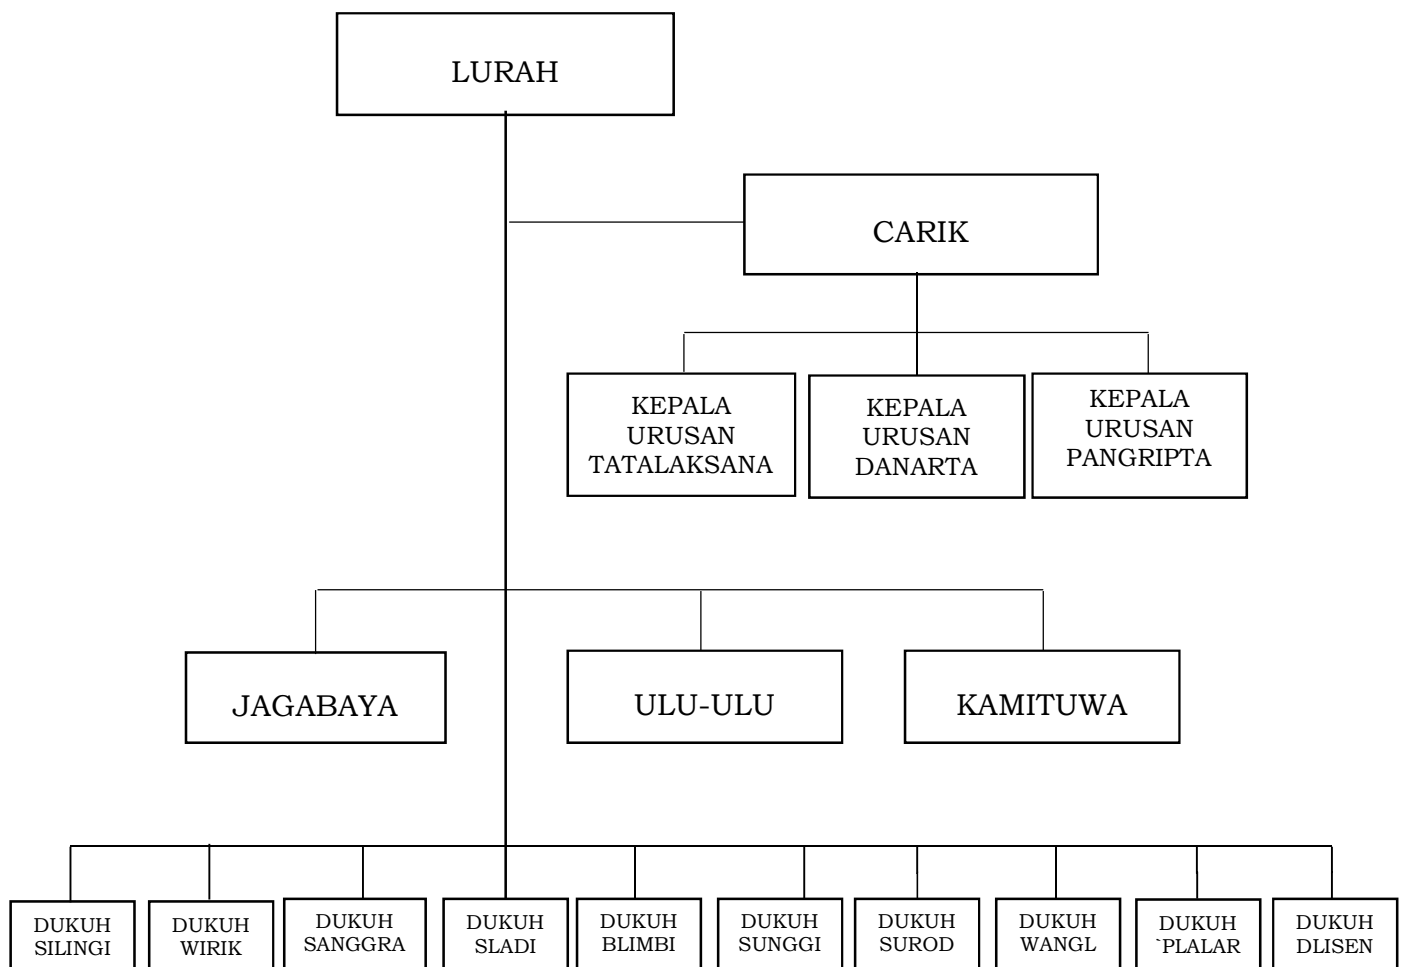 LURAH
CARIK
KEPALA
URUSAN
TATALAKSANA
KEPALA
URUSAN
DANARTA
KEPALA
URUSAN
PANGRIPTA
JAGABAYA
ULU-ULU
KAMITUWA
DUKUH
SILINGI
DUKUH
WIRIK
DUKUH
SANGGRA
DUKUH
SLADI
DUKUH
BLIMBI
DUKUH
SUNGGI
DUKUH
SUROD
DUKUH
WANGL
DUKUH
`PLALAR
DUKUH
DLISEN